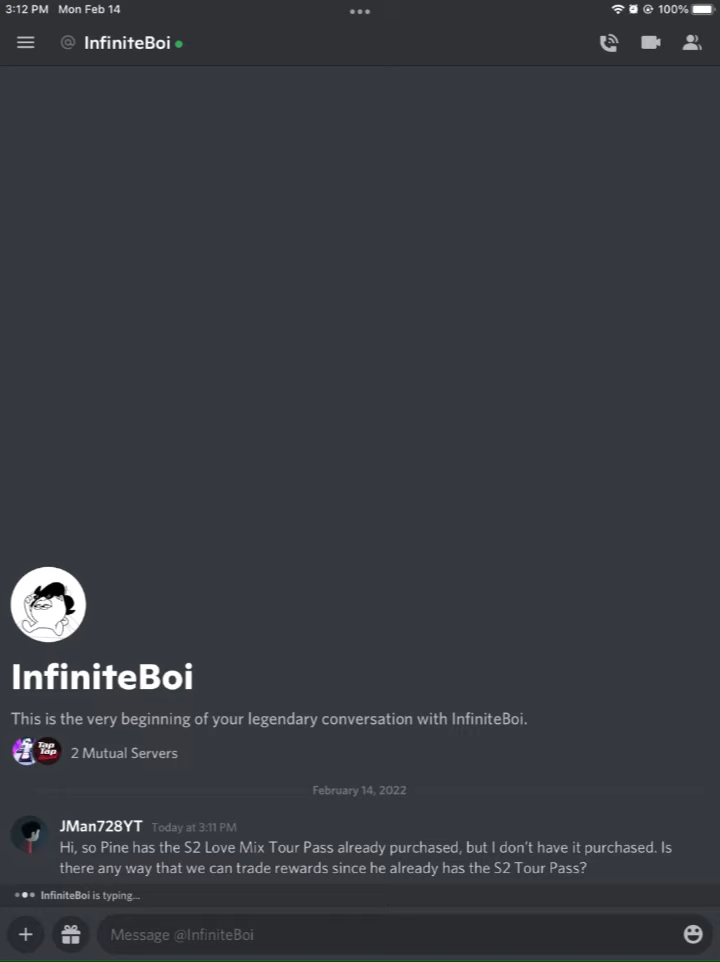 3:12 PM Mon Feb 14
100%
@ InfiniteBoi
InfiniteBoi
This is the very beginning of your legendary conversation with InfiniteBoi.
Tap Tap
2 Mutual Servers
February 14, 2022
JMan728YT Today at 3:11 PM
Hi, so Pine has the S2 Love Mix Tour Pass already purchased, but I don't have it purchased. Is
there any way that we can trade rewards since he already has the S2 Tour Pass?
InfiniteBoi is typing...
Message @InfiniteBoi